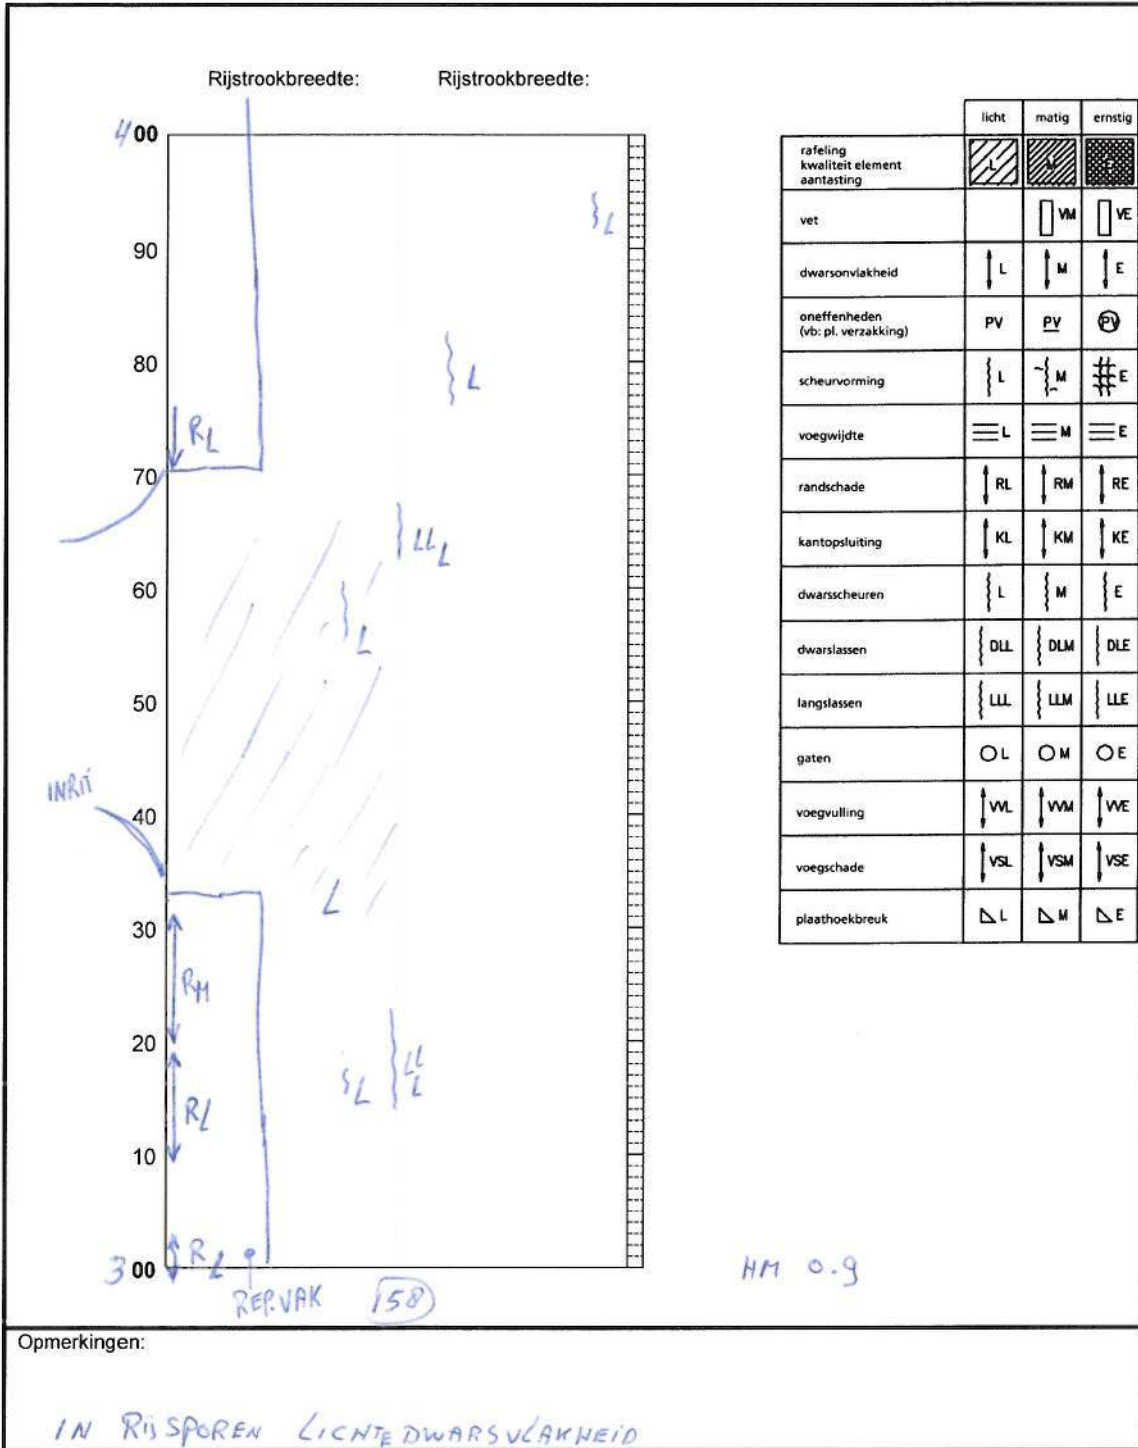 Rijstrookbreedte: Rijstrookbreedte:
400
L
90
80
L
RL
70
LLL
60
L
50
INRIT
40
L
30
RM
20
LLL
L
RL
10
RL
300
REP.VAK 158
HM 0.9
licht matig ernstig
rafeling
kwaliteit element
aantasting
L M E
vet VM VE
dwarsonvlakheid L M E
oneffenheden
(vb: pl. verzakking)
PV PV PV
scheurvorming L M E
voegwijdte L M E
randschade RL RM RE
kantopsluiting KL KM KE
dwarsscheuren L M E
dwarslassen DLL DLM DLE
langslassen LLL LLM LLE
gaten L M E
voegvulling VVL VVM VVE
voegschade VSL VSM VSE
plaathoekbreuk L M E
Opmerkingen:
IN RIJSPOREN LICHTE DWARSVLAKHEID